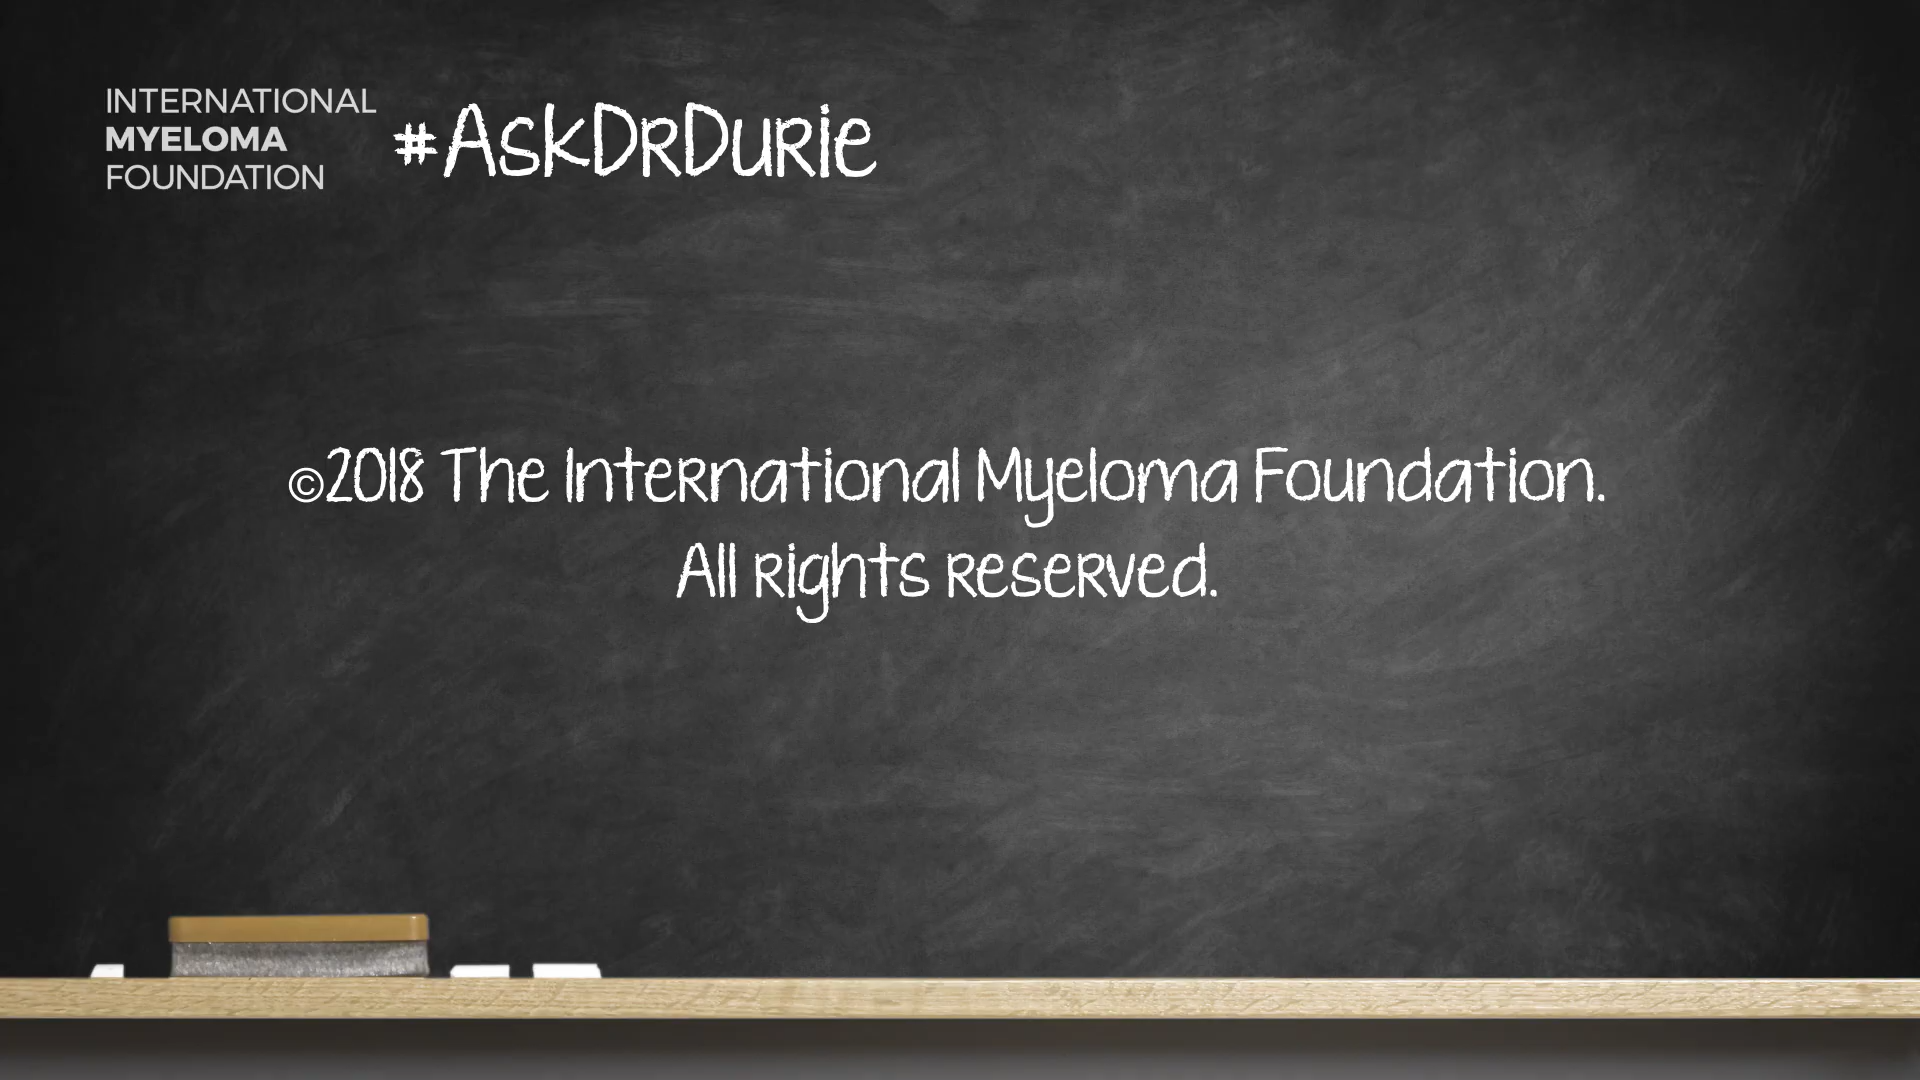 INTERNATIONAL
MYELOMA
FOUNDATION
#AskDrDurie
©2018 The International Myeloma Foundation.
All rights reserved.